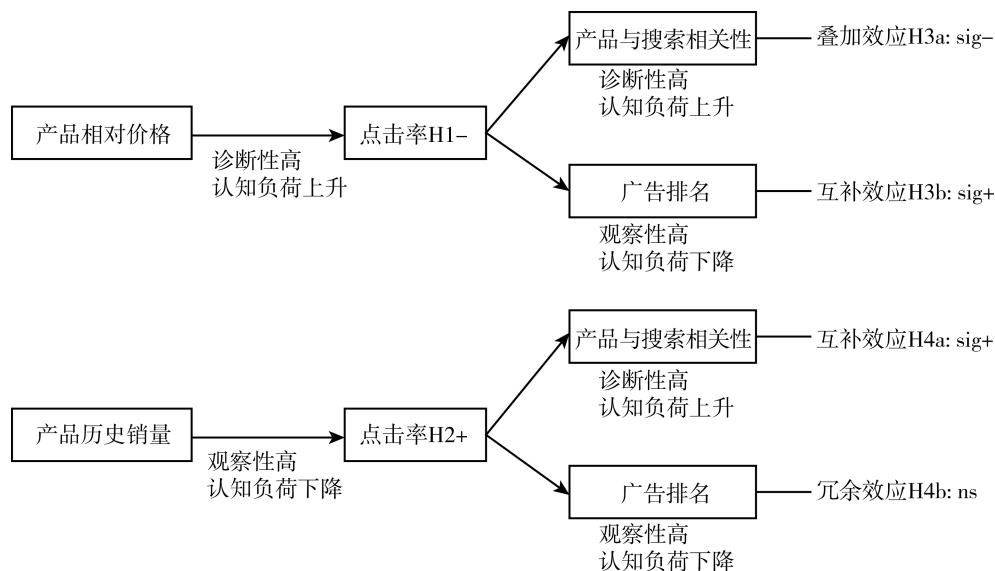 产品与搜索相关性
叠加效应H3a: sig–
诊断性高
认知负荷上升
产品相对价格
点击率H1–
诊断性高
认知负荷上升
广告排名
互补效应H3b: sig+
观察性高
认知负荷下降
产品与搜索相关性
互补效应H4a: sig+
诊断性高
认知负荷上升
产品历史销量
点击率H2+
观察性高
认知负荷下降
广告排名
冗余效应H4b: ns
观察性高
认知负荷下降